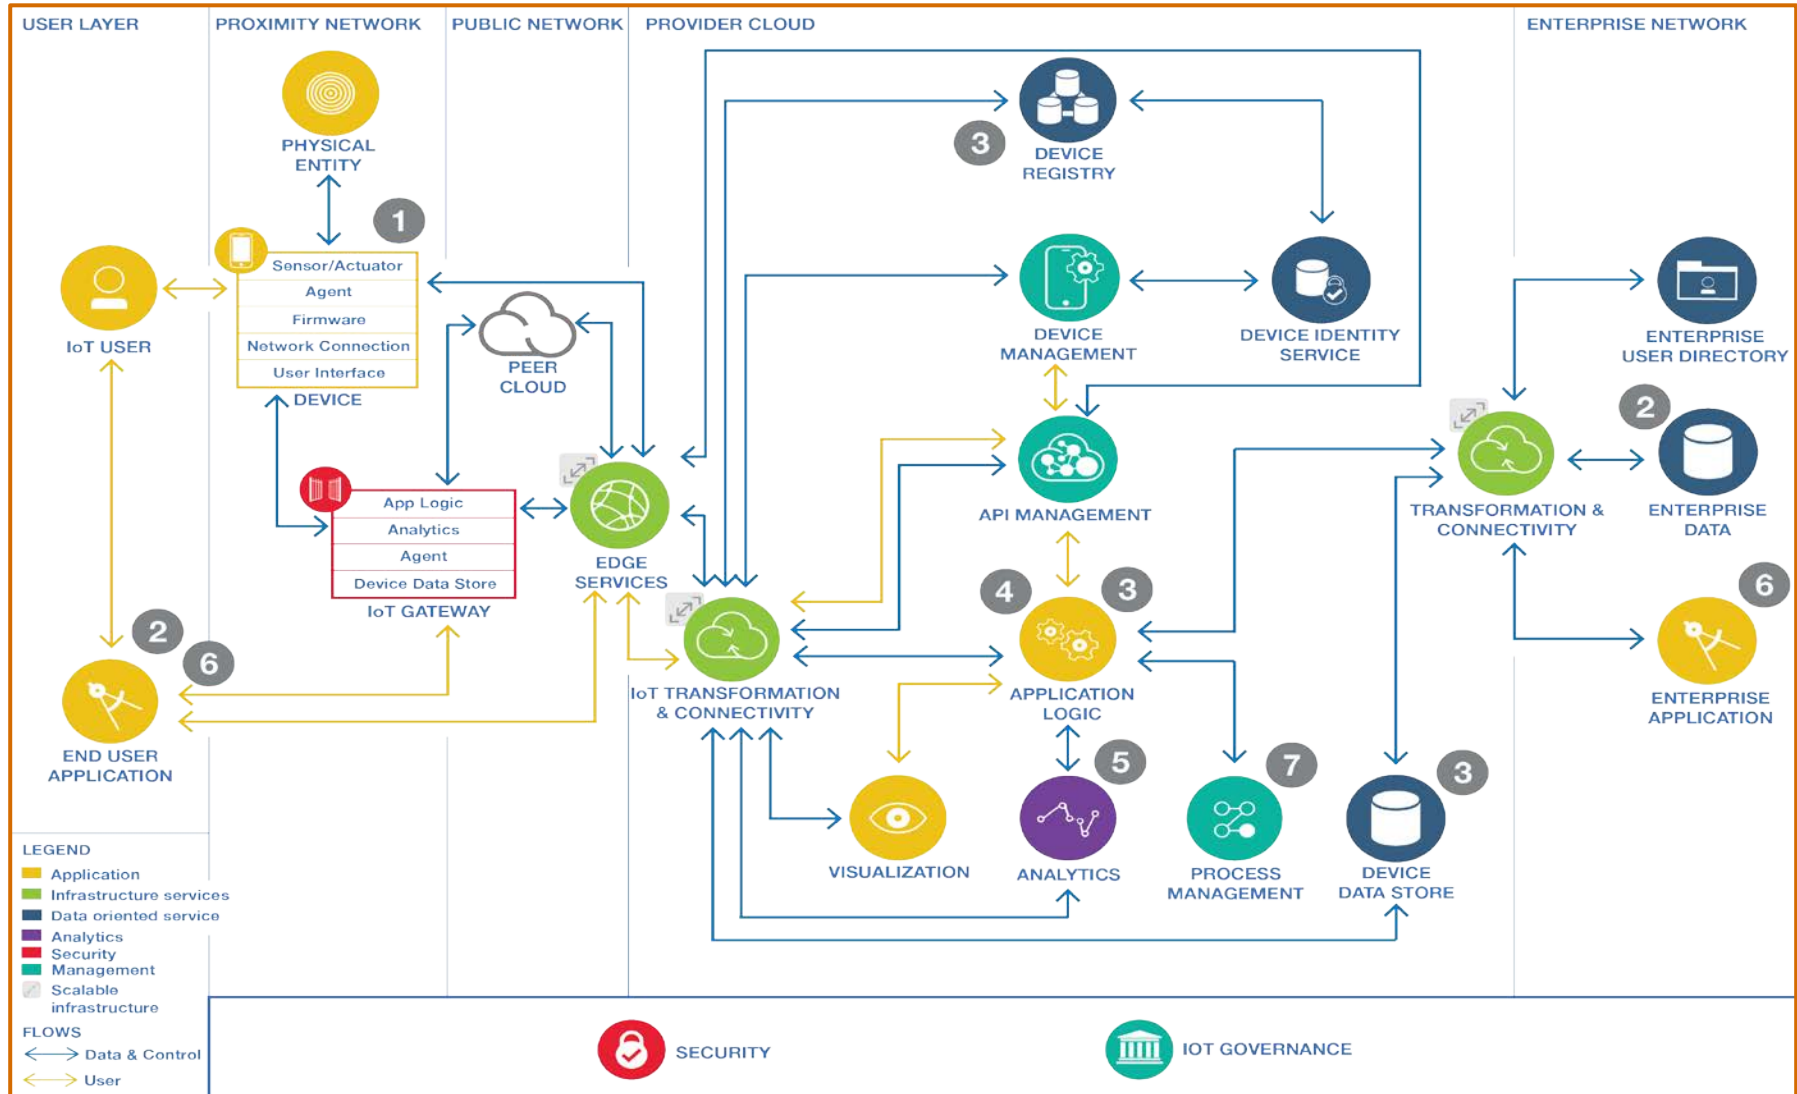 USER LAYER
PROXIMITY NETWORK
PUBLIC NETWORK
PROVIDER CLOUD
ENTERPRISE NETWORK
PHYSICAL
ENTITY
1
Sensor/Actuator
Agent
Firmware
Network Connection
User Interface
DEVICE
IoT USER
PEER
CLOUD
App Logic
Analytics
Agent
Device Data Store
IoT GATEWAY
EDGE
SERVICES
2
6
END USER
APPLICATION
3
DEVICE
REGISTRY
DEVICE
MANAGEMENT
DEVICE IDENTITY
SERVICE
API MANAGEMENT
4
3
APPLICATION
LOGIC
IoT TRANSFORMATION
& CONNECTIVITY
VISUALIZATION
5
ANALYTICS
7
PROCESS
MANAGEMENT
3
DEVICE
DATA STORE
ENTERPRISE
USER DIRECTORY
2
TRANSFORMATION &
CONNECTIVITY
ENTERPRISE
DATA
6
ENTERPRISE
APPLICATION
LEGEND
Application
Infrastructure services
Data oriented service
Analytics
Security
Management
Scalable
infrastructure
FLOWS
Data & Control
User
SECURITY
IOT GOVERNANCE